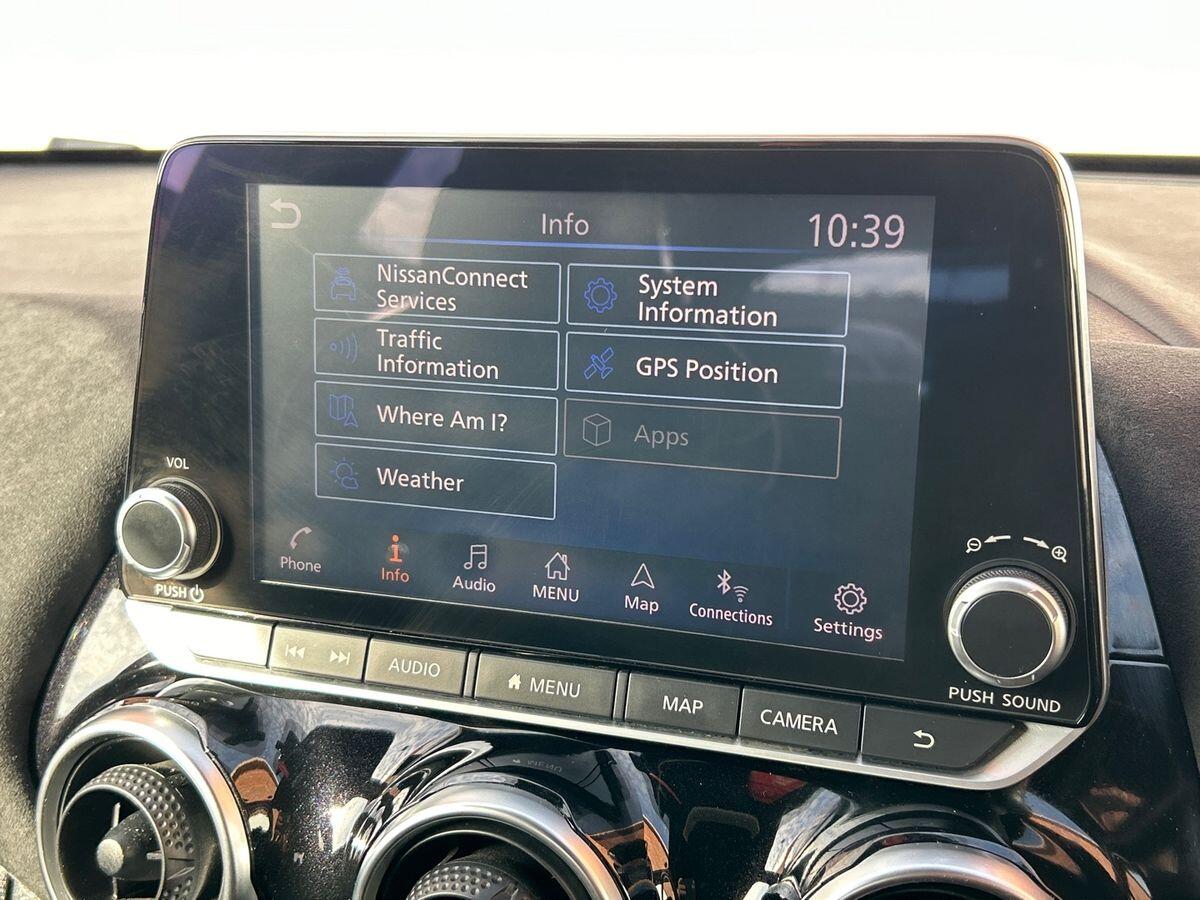 Info
10:39
NissanConnect
Services
System
Information
Traffic
Information
GPS Position
Where Am I?
Apps
Weather
Phone
Info
Audio
MENU
Map
Connections
Settings
VOL
PUSH
PUSH SOUND
AUDIO
MENU
MAP
CAMERA